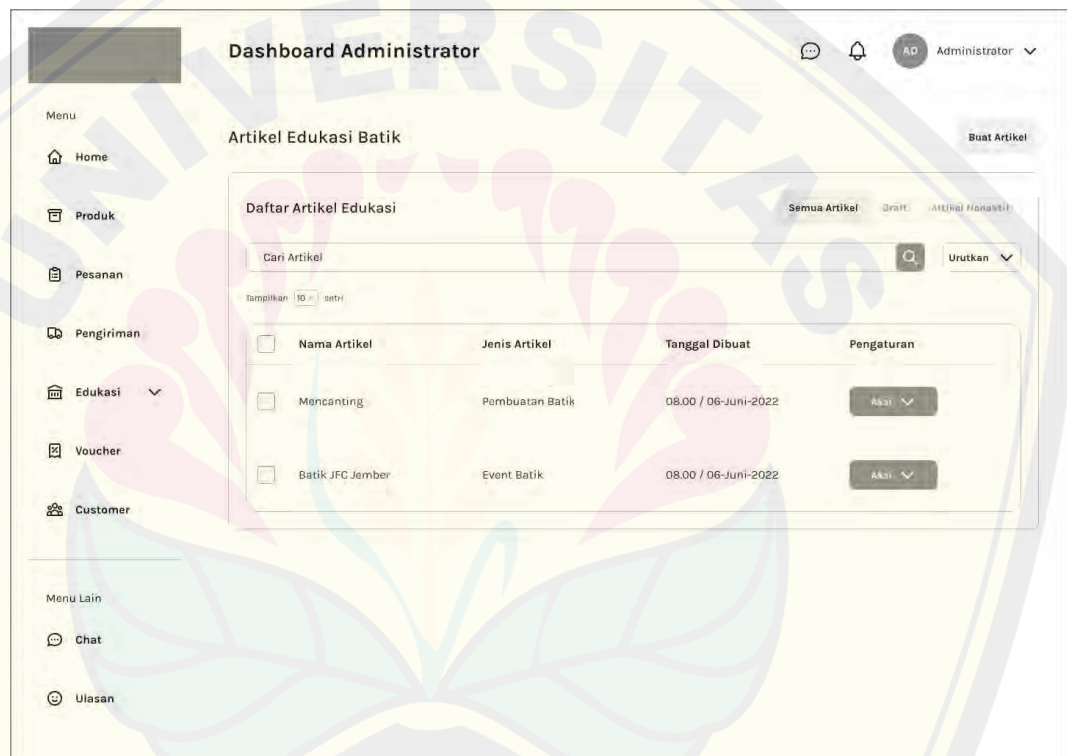 Dashboard Administrator
AD
Administrator
Menu
Home
Produk
Pesanan
Pengiriman
Edukasi
Voucher
Customer
Menu Lain
Chat
Ulasan
Artikel Edukasi Batik
Buat Artikel
Daftar Artikel Edukasi
Semua Artikel Draft Artikel Nonaktif
Cari Artikel
Urutkan
Tampilkan 10 entri
Nama Artikel Jenis Artikel Tanggal Dibuat Pengaturan
Mencanting Pembuatan Batik 08.00 / 06-Juni-2022 Aksi
Batik JFC Jember Event Batik 08.00 / 06-Juni-2022 Aksi
UNIVERSITAS